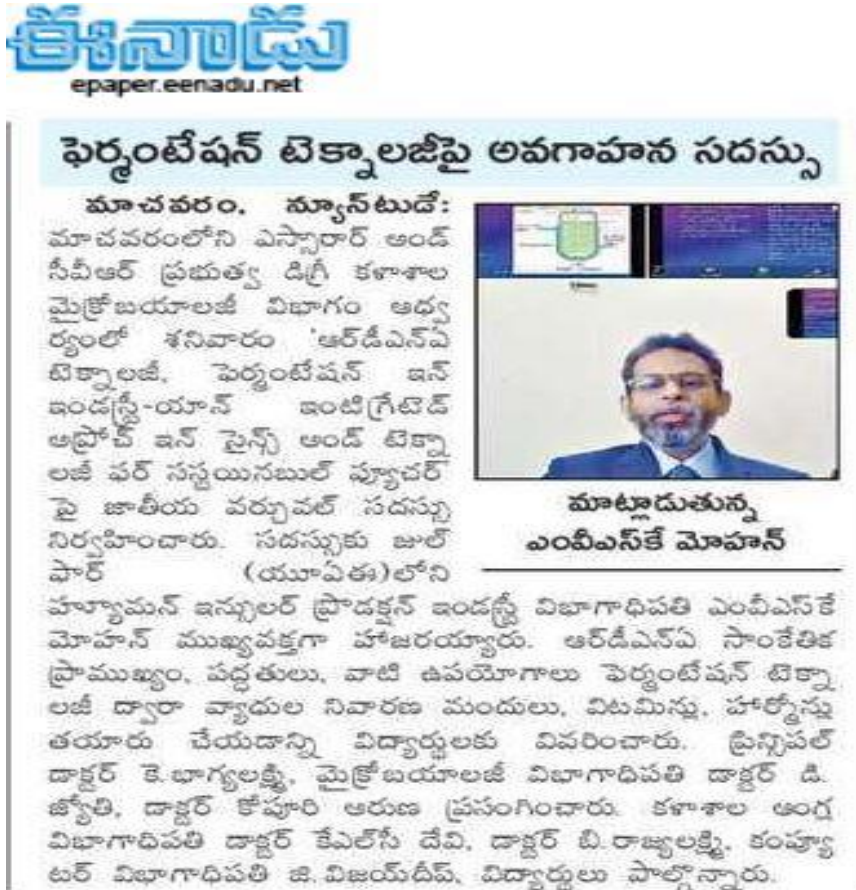 ఈనాడు
epaper.eenadu.net
ఫెర్మంటేషన్ టెక్నాలజీపై అవగాహన సదస్సు
మాచవరం, న్యూస్‌టుడే:
మాచవరంలోని ఎస్సారార్ అండ్
సీవీఆర్ ప్రభుత్వ డిగ్రీ కళాశాల
మైక్రోబయాలజీ విభాగం ఆధ్వ
ర్యంలో శనివారం 'ఆర్‌డీఎన్‌ఏ
టెక్నాలజీ, ఫెర్మంటేషన్ ఇన్
ఇండస్ట్రీ-యాన్ ఇంటిగ్రేటెడ్
అప్రోచ్ ఇన్ సైన్స్ అండ్ టెక్నా
లజీ ఫర్ సస్టయినబుల్ ఫ్యూచర్'
పై జాతీయ వర్చువల్ సదస్సు
నిర్వహించారు. సదస్సుకు జుల్
ఫార్ (యూఏఈ)లోని
హ్యూమన్ ఇన్సులర్ ప్రొడక్షన్ ఇండస్ట్రీ విభాగాధిపతి ఎంవీఎస్‌కే
మోహన్ ముఖ్యవక్తగా హాజరయ్యారు. ఆర్‌డీఎన్‌ఏ సాంకేతిక
ప్రాముఖ్యం, పద్ధతులు, వాటి ఉపయోగాలు ఫెర్మంటేషన్ టెక్నా
లజీ ద్వారా వ్యాధుల నివారణ మందులు, విటమిన్లు, హార్మోన్లు
తయారు చేయడాన్ని విద్యార్థులకు వివరించారు. ప్రిన్సిపల్
డాక్టర్ కె.భాగ్యలక్ష్మి, మైక్రోబయాలజీ విభాగాధిపతి డాక్టర్ డి.
జ్యోతి, డాక్టర్ కోపూరి అరుణ ప్రసంగించారు. కళాశాల ఆంగ్ల
విభాగాధిపతి డాక్టర్ కేఎల్‌సీ దేవి, డాక్టర్ బి.రాజ్యలక్ష్మి, కంప్యూ
టర్ విభాగాధిపతి జి.విజయ్‌దీప్, విద్యార్థులు పాల్గొన్నారు.
మాట్లాడుతున్న
ఎంవీఎస్‌కే మోహన్